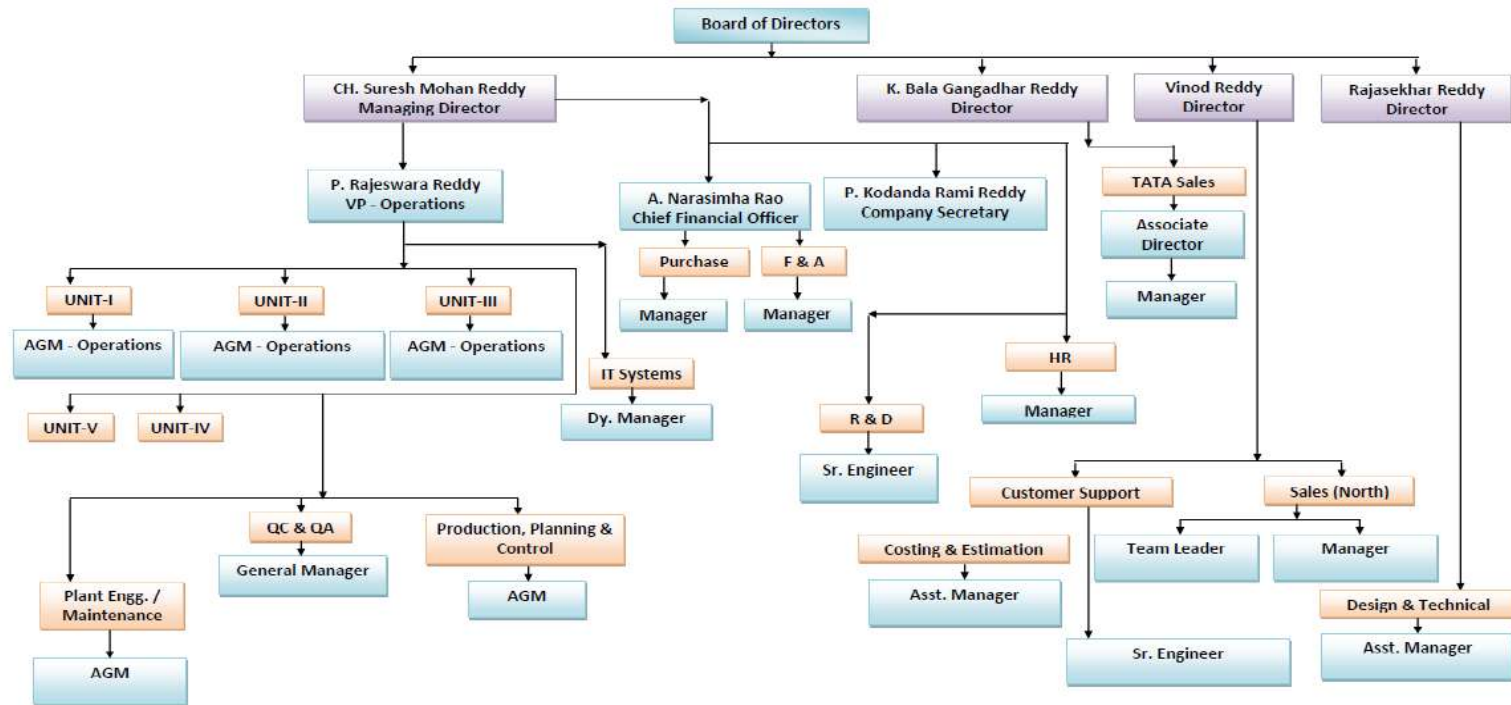 Board of Directors
CH. Suresh Mohan Reddy
Managing Director
K. Bala Gangadhar Reddy
Director
Vinod Reddy
Director
Rajasekhar Reddy
Director
P. Rajeswara Reddy
VP - Operations
A. Narasimha Rao
Chief Financial Officer
P. Kodanda Rami Reddy
Company Secretary
TATA Sales
Associate
Director
Manager
Purchase
F & A
Manager
Manager
UNIT-I
UNIT-II
UNIT-III
AGM - Operations
AGM - Operations
AGM - Operations
IT Systems
Dy. Manager
HR
Manager
UNIT-V
UNIT-IV
R & D
Sr. Engineer
Customer Support
Sales (North)
Team Leader
Manager
QC & QA
General Manager
Production, Planning &
Control
AGM
Costing & Estimation
Asst. Manager
Plant Engg. /
Maintenance
AGM
Design & Technical
Asst. Manager
Sr. Engineer